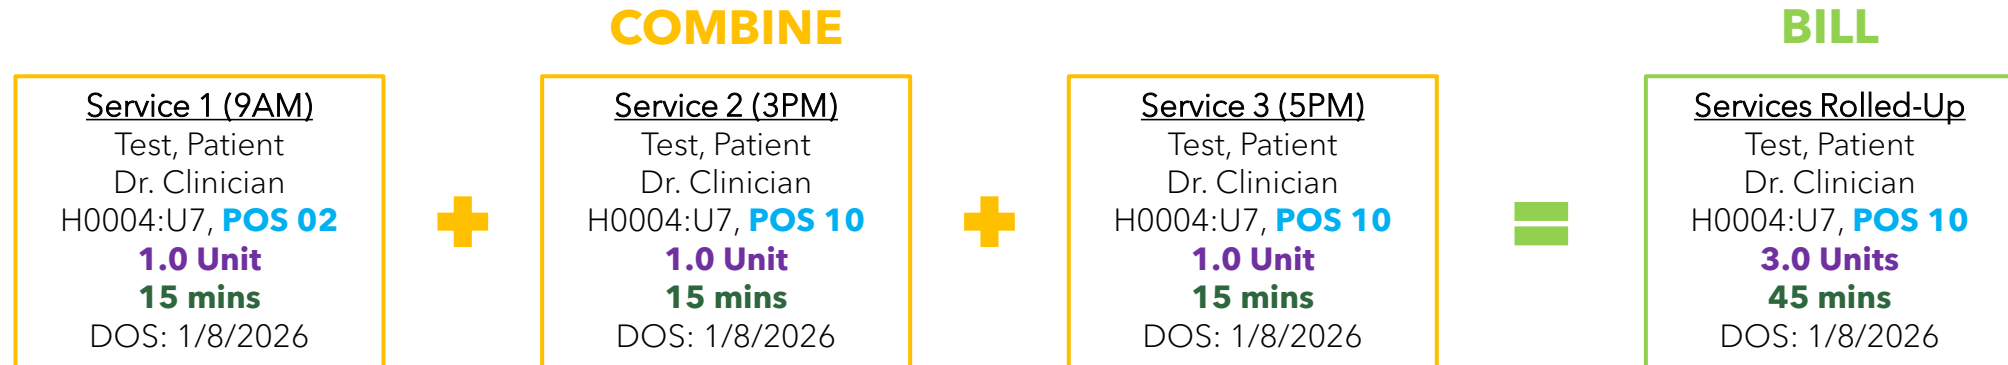 COMBINE
BILL
Service 1 (9AM)
Test, Patient
Dr. Clinician
H0004:U7, POS 02
1.0 Unit
15 mins
DOS: 1/8/2026
+
Service 2 (3PM)
Test, Patient
Dr. Clinician
H0004:U7, POS 10
1.0 Unit
15 mins
DOS: 1/8/2026
+
Service 3 (5PM)
Test, Patient
Dr. Clinician
H0004:U7, POS 10
1.0 Unit
15 mins
DOS: 1/8/2026
=
Services Rolled-Up
Test, Patient
Dr. Clinician
H0004:U7, POS 10
3.0 Units
45 mins
DOS: 1/8/2026